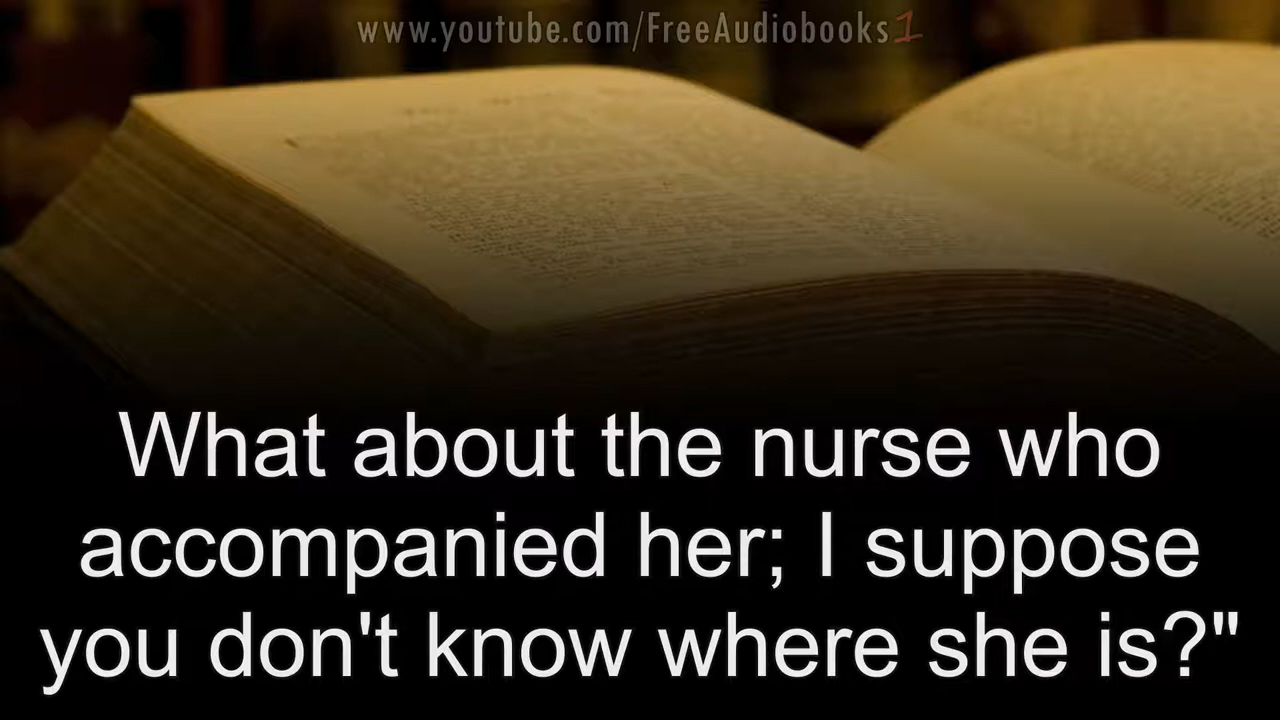 www.youtube.com/FreeAudiobooks1
What about the nurse who
accompanied her; I suppose
you don't know where she is?"